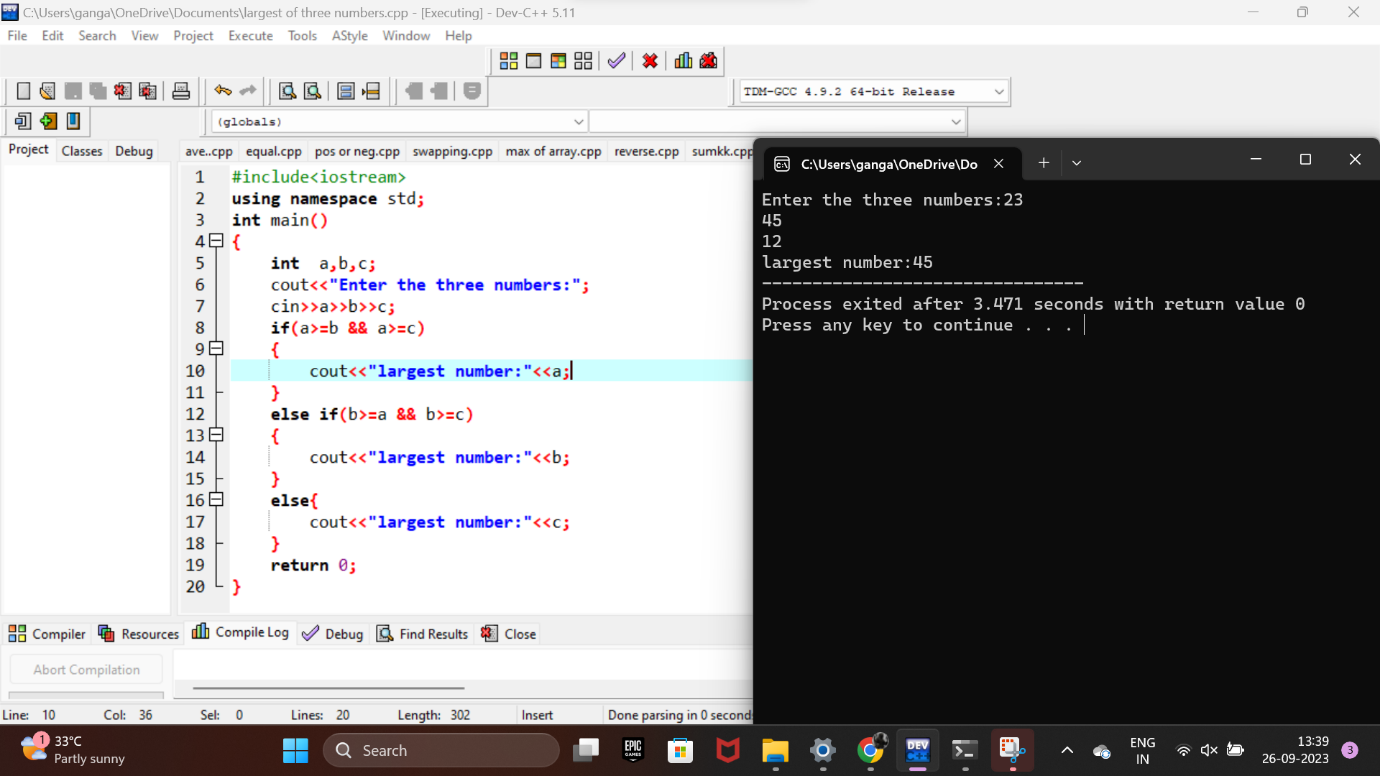 C:\Users\ganga\OneDrive\Documents\largest of three numbers.cpp - [Executing] - Dev-C++ 5.11
File Edit Search View Project Execute Tools AStyle Window Help
TDM-GCC 4.9.2 64-bit Release
(globals)
Project Classes Debug
ave..cpp equal.cpp pos or neg.cpp swapping.cpp max of array.cpp reverse.cpp sumkk.cpp
1 #include<iostream>
2 using namespace std;
3 int main()
4 {
5 int  a,b,c;
6 cout<<"Enter the three numbers:";
7 cin>>a>>b>>c;
8 if(a>=b && a>=c)
9 {
10 cout<<"largest number:"<<a;
11 }
12 else if(b>=a && b>=c)
13 {
14 cout<<"largest number:"<<b;
15 }
16 else{
17 cout<<"largest number:"<<c;
18 }
19 return 0;
20 }
C:\Users\ganga\OneDrive\Do
Enter the three numbers:23
45
12
largest number:45
--------------------------------
Process exited after 3.471 seconds with return value 0
Press any key to continue . . .
Compiler Resources Compile Log Debug Find Results Close
Abort Compilation
Line: 10 Col: 36 Sel: 0 Lines: 20 Length: 302 Insert Done parsing in 0 second
1
33°C
Partly sunny
Search
EPIC
GAMES
DEV
C++
ENG
IN
13:39
26-09-2023
3